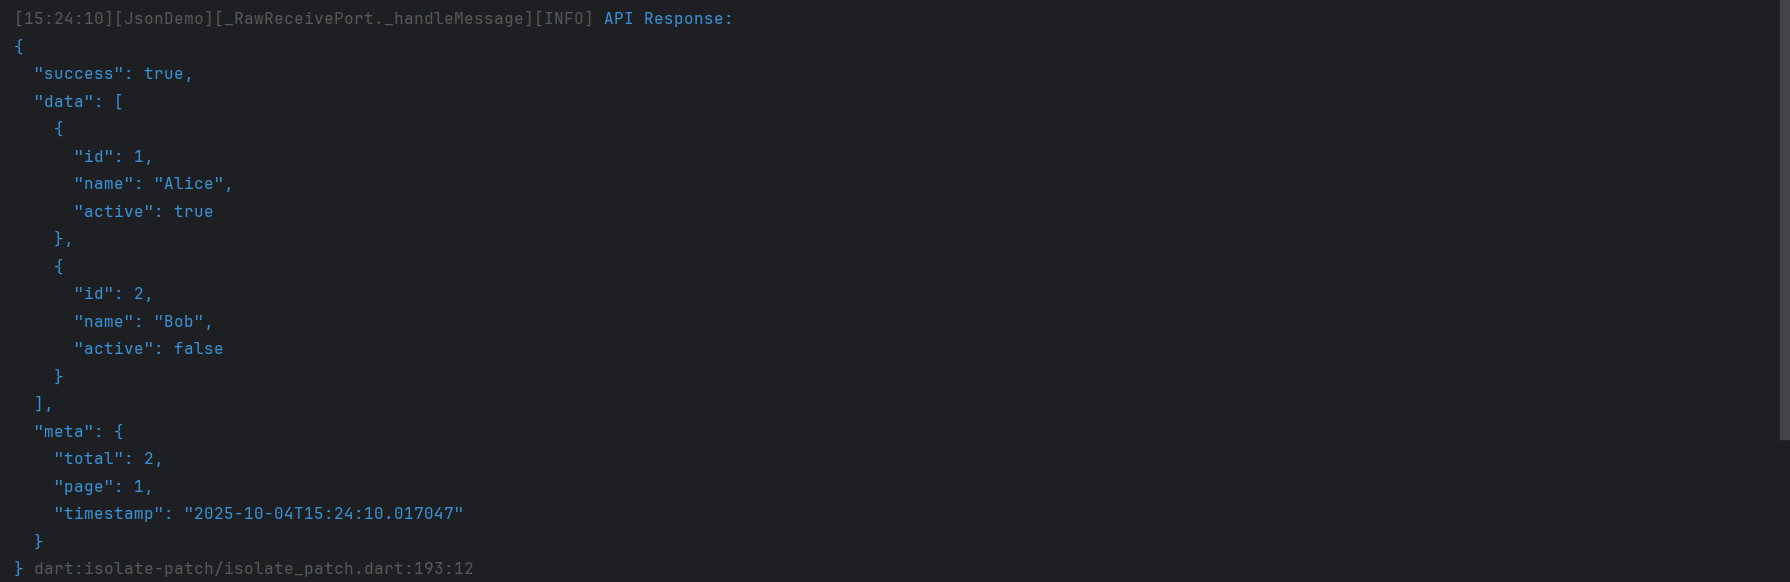 [15:24:10][JsonDemo][_RawReceivePort._handleMessage][INFO] API Response:
{
  "success": true,
  "data": [
    {
      "id": 1,
      "name": "Alice",
      "active": true
    },
    {
      "id": 2,
      "name": "Bob",
      "active": false
    }
  ],
  "meta": {
    "total": 2,
    "page": 1,
    "timestamp": "2025-10-04T15:24:10.017047"
  }
} dart:isolate-patch/isolate_patch.dart:193:12